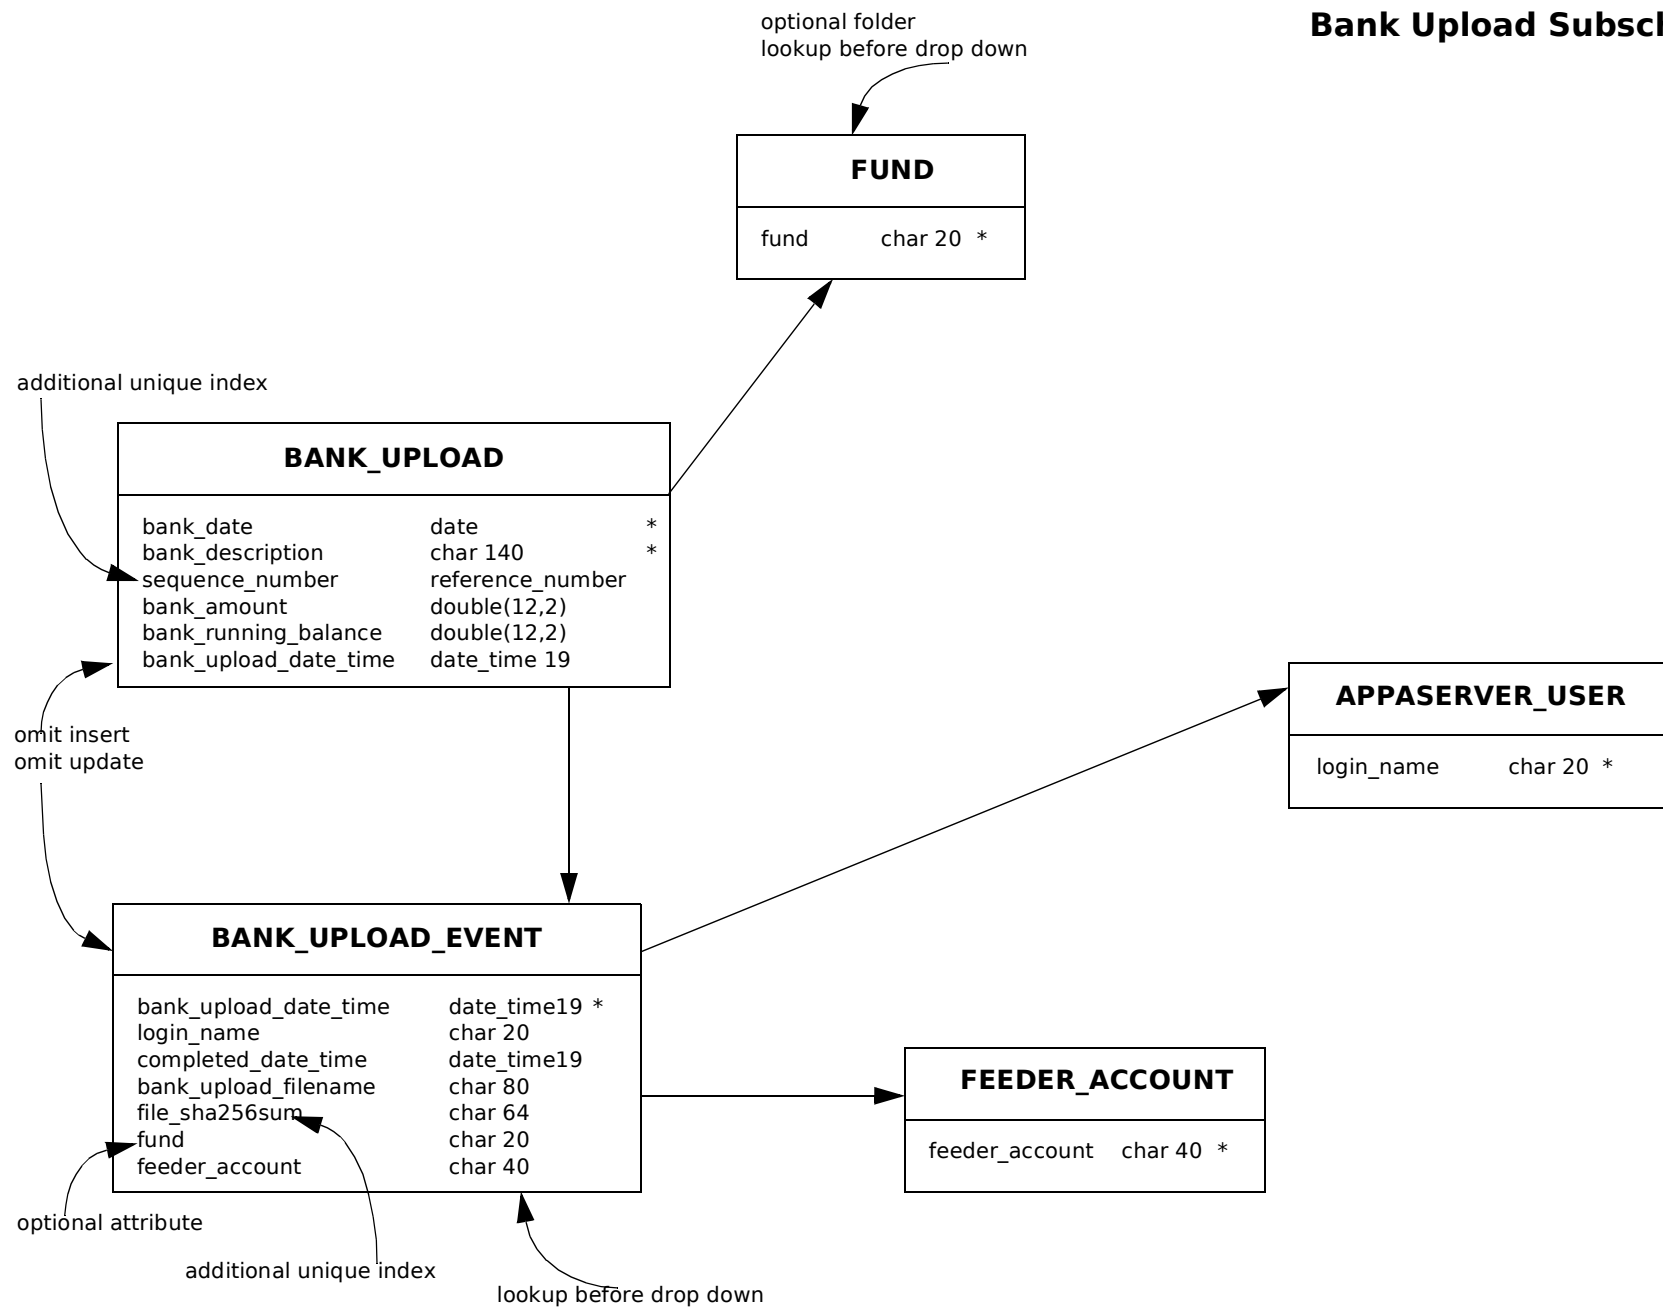 optional folder
lookup before drop down
Bank Upload Subsch
FUND
fund char 20 *
additional unique index
BANK_UPLOAD
bank_date date *
bank_description char 140 *
sequence_number reference_number
bank_amount double(12,2)
bank_running_balance double(12,2)
bank_upload_date_time date_time 19
omit insert
omit update
APPASERVER_USER
login_name char 20 *
BANK_UPLOAD_EVENT
bank_upload_date_time date_time19 *
login_name char 20
completed_date_time date_time19
bank_upload_filename char 80
file_sha256sum char 64
fund char 20
feeder_account char 40
FEEDER_ACCOUNT
feeder_account char 40 *
optional attribute
additional unique index
lookup before drop down